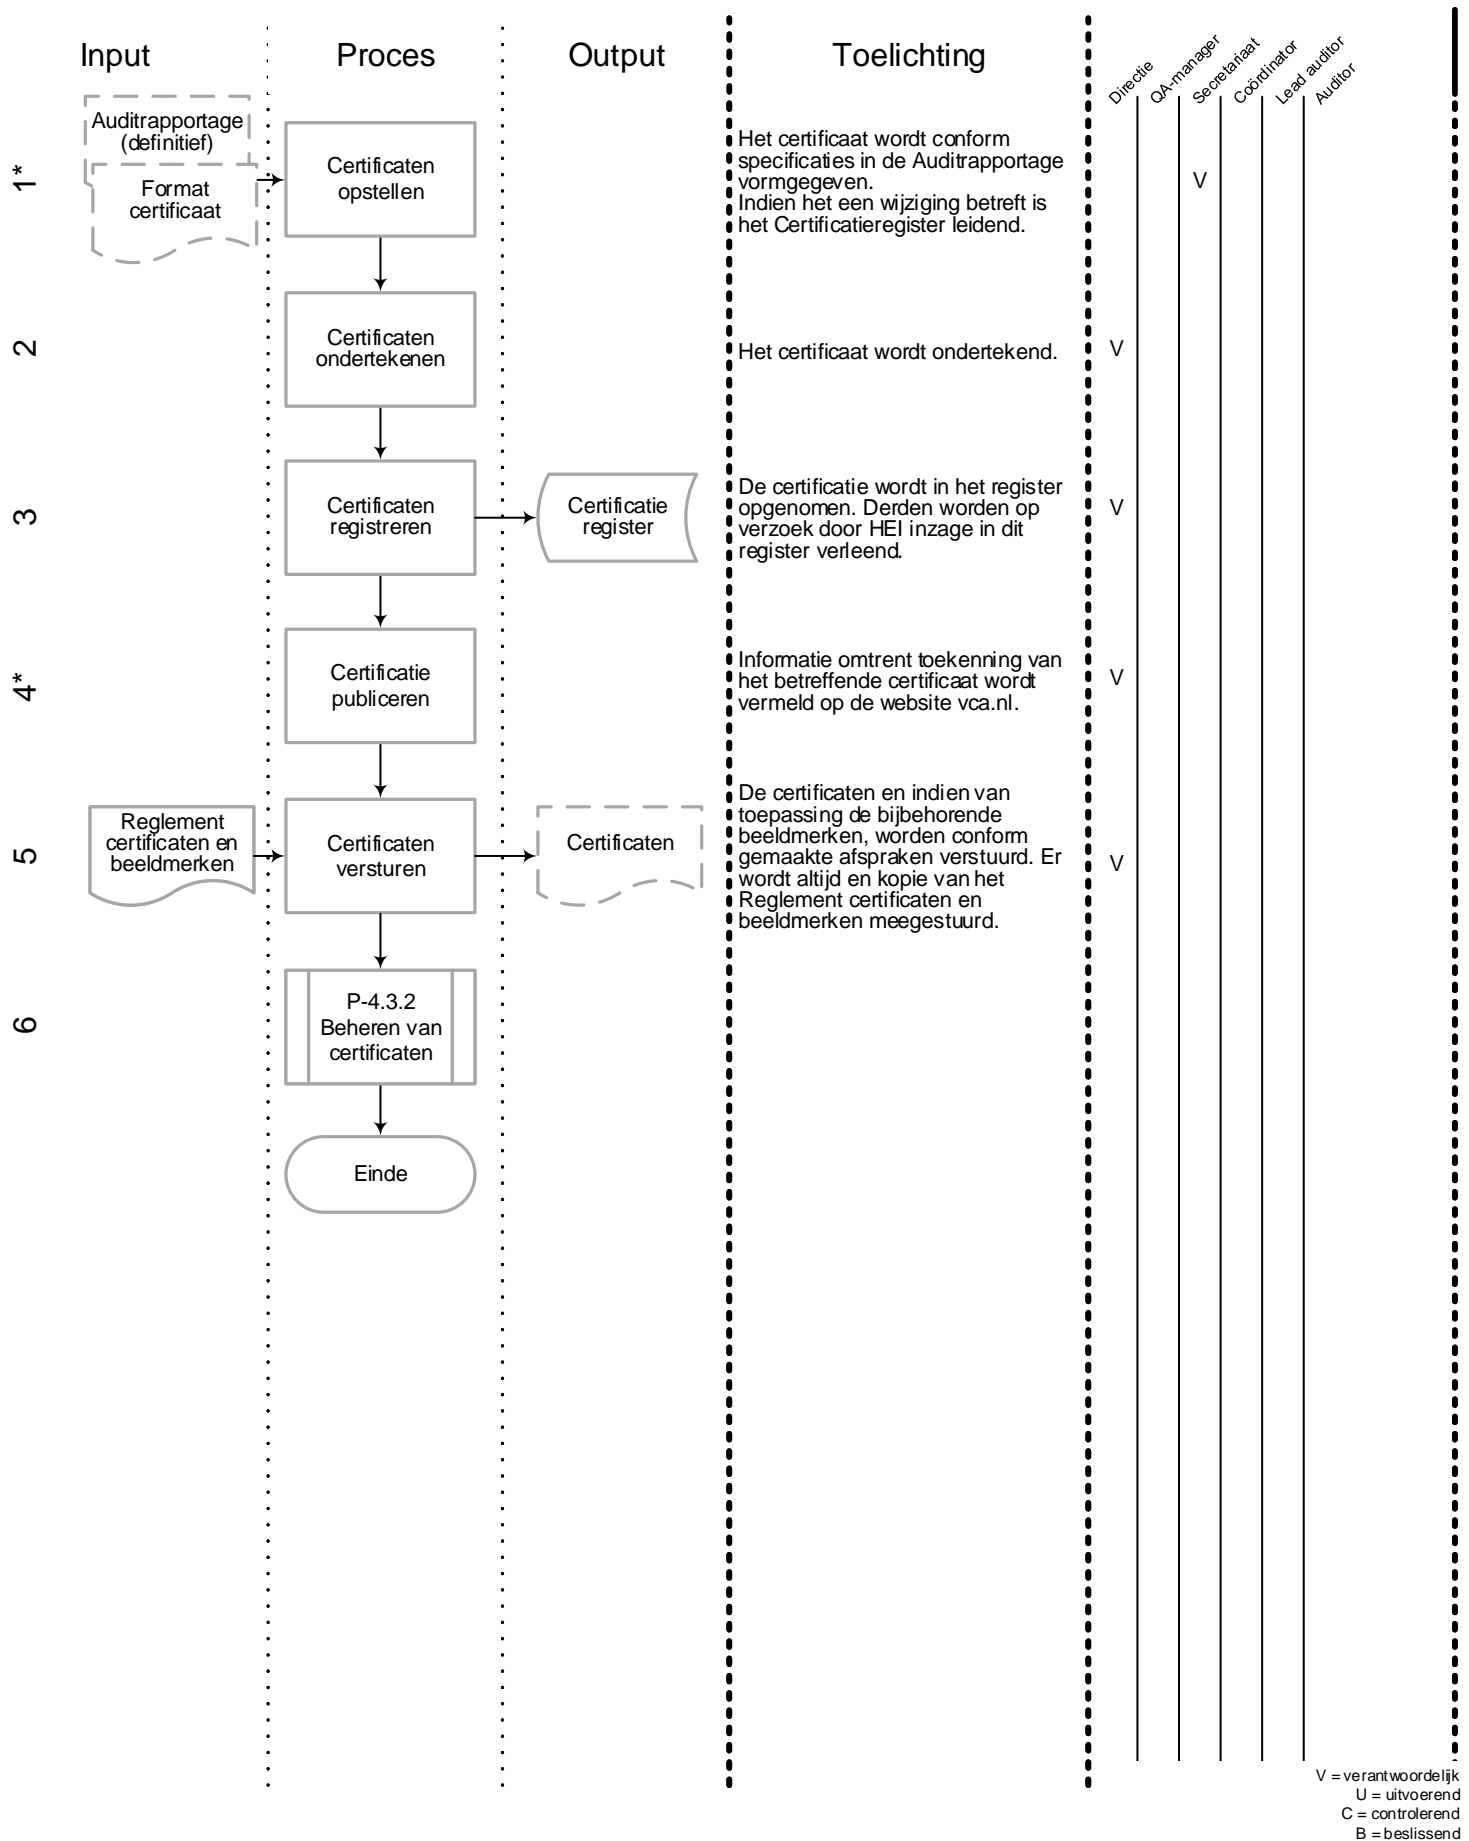 Input
Proces
Output
Toelichting
Directie
QA-manager
Secretariaat
Coördinator
Lead auditor
Auditor
1*
Auditrapportage
(definitief)
Format
certificaat
Certificaten
opstellen
Het certificaat wordt conform
specificaties in de Auditrapportage
vormgegeven.
Indien het een wijziging betreft is
het Certificatieregister leidend.
V
2
Certificaten
ondertekenen
Het certificaat wordt ondertekend.
V
3
Certificaten
registreren
Certificatie
register
De certificatie wordt in het register
opgenomen. Derden worden op
verzoek door HEI inzage in dit
register verleend.
V
4*
Certificatie
publiceren
Informatie omtrent toekenning van
het betreffende certificaat wordt
vermeld op de website vca.nl.
V
5
Reglement
certificaten en
beeldmerken
Certificaten
versturen
Certificaten
De certificaten en indien van
toepassing de bijbehorende
beeldmerken, worden conform
gemaakte afspraken verstuurd. Er
wordt altijd en kopie van het
Reglement certificaten en
beeldmerken meegestuurd.
V
6
P-4.3.2
Beheren van
certificaten
Einde
V = verantwoordelijk
U = uitvoerend
C = controlerend
B = beslissend